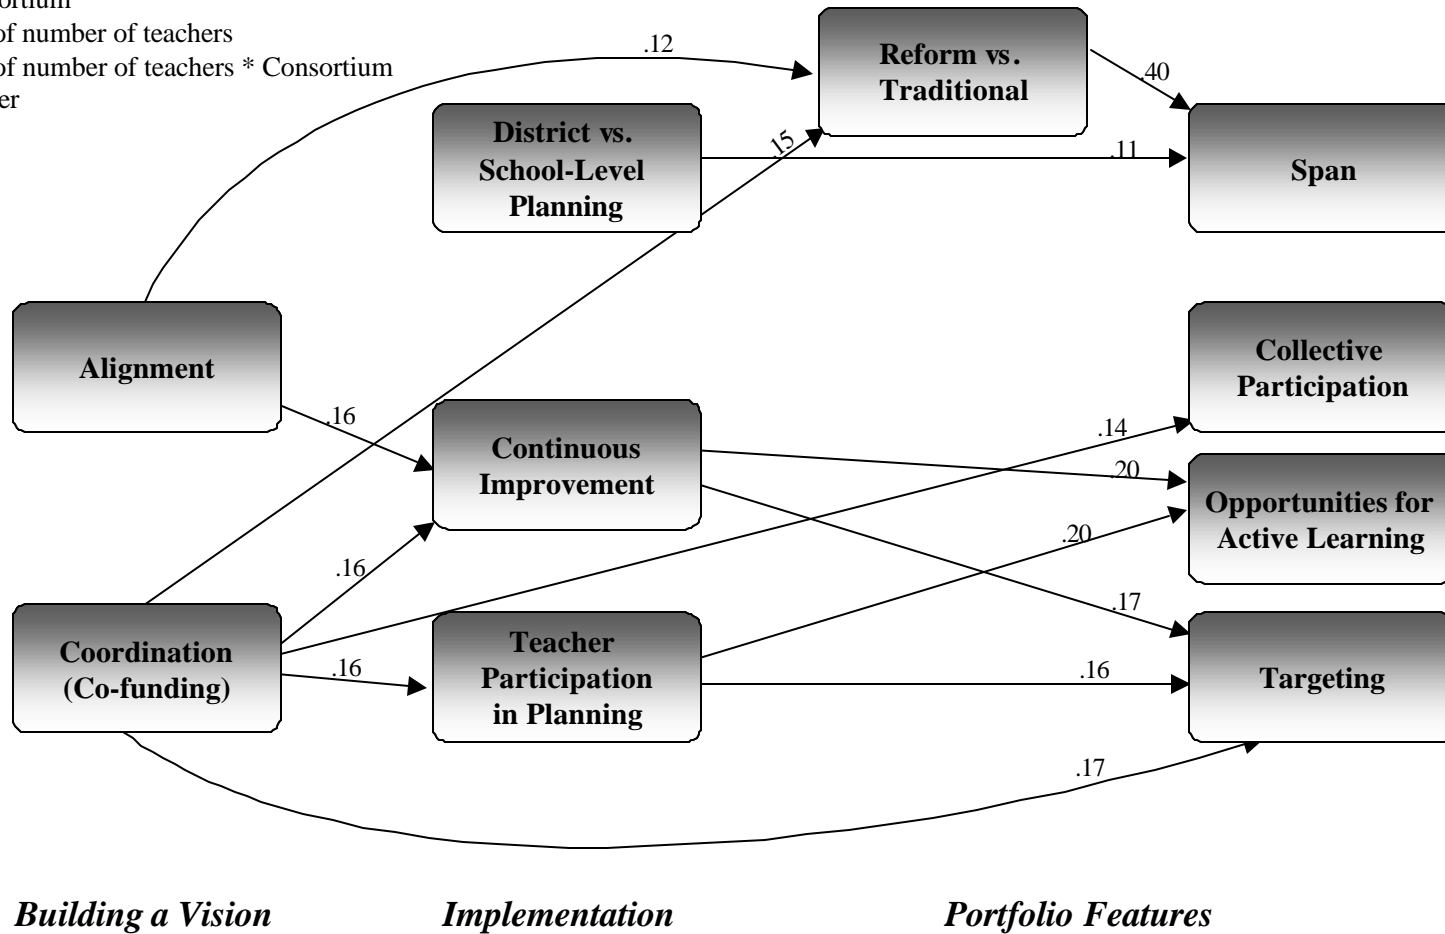 of number of teachers
of number of teachers * Consortium
.12
Reform vs.
Traditional
.40
District vs.
School-Level
Planning
.15
.11
Span
Alignment
.16
Collective
Participation
.14
Continuous
Improvement
.20
Opportunities for
Active Learning
.20
.16
.17
Coordination
(Co-funding)
.16
Teacher
Participation
in Planning
.16
Targeting
.17
Building a Vision
Implementation
Portfolio Features